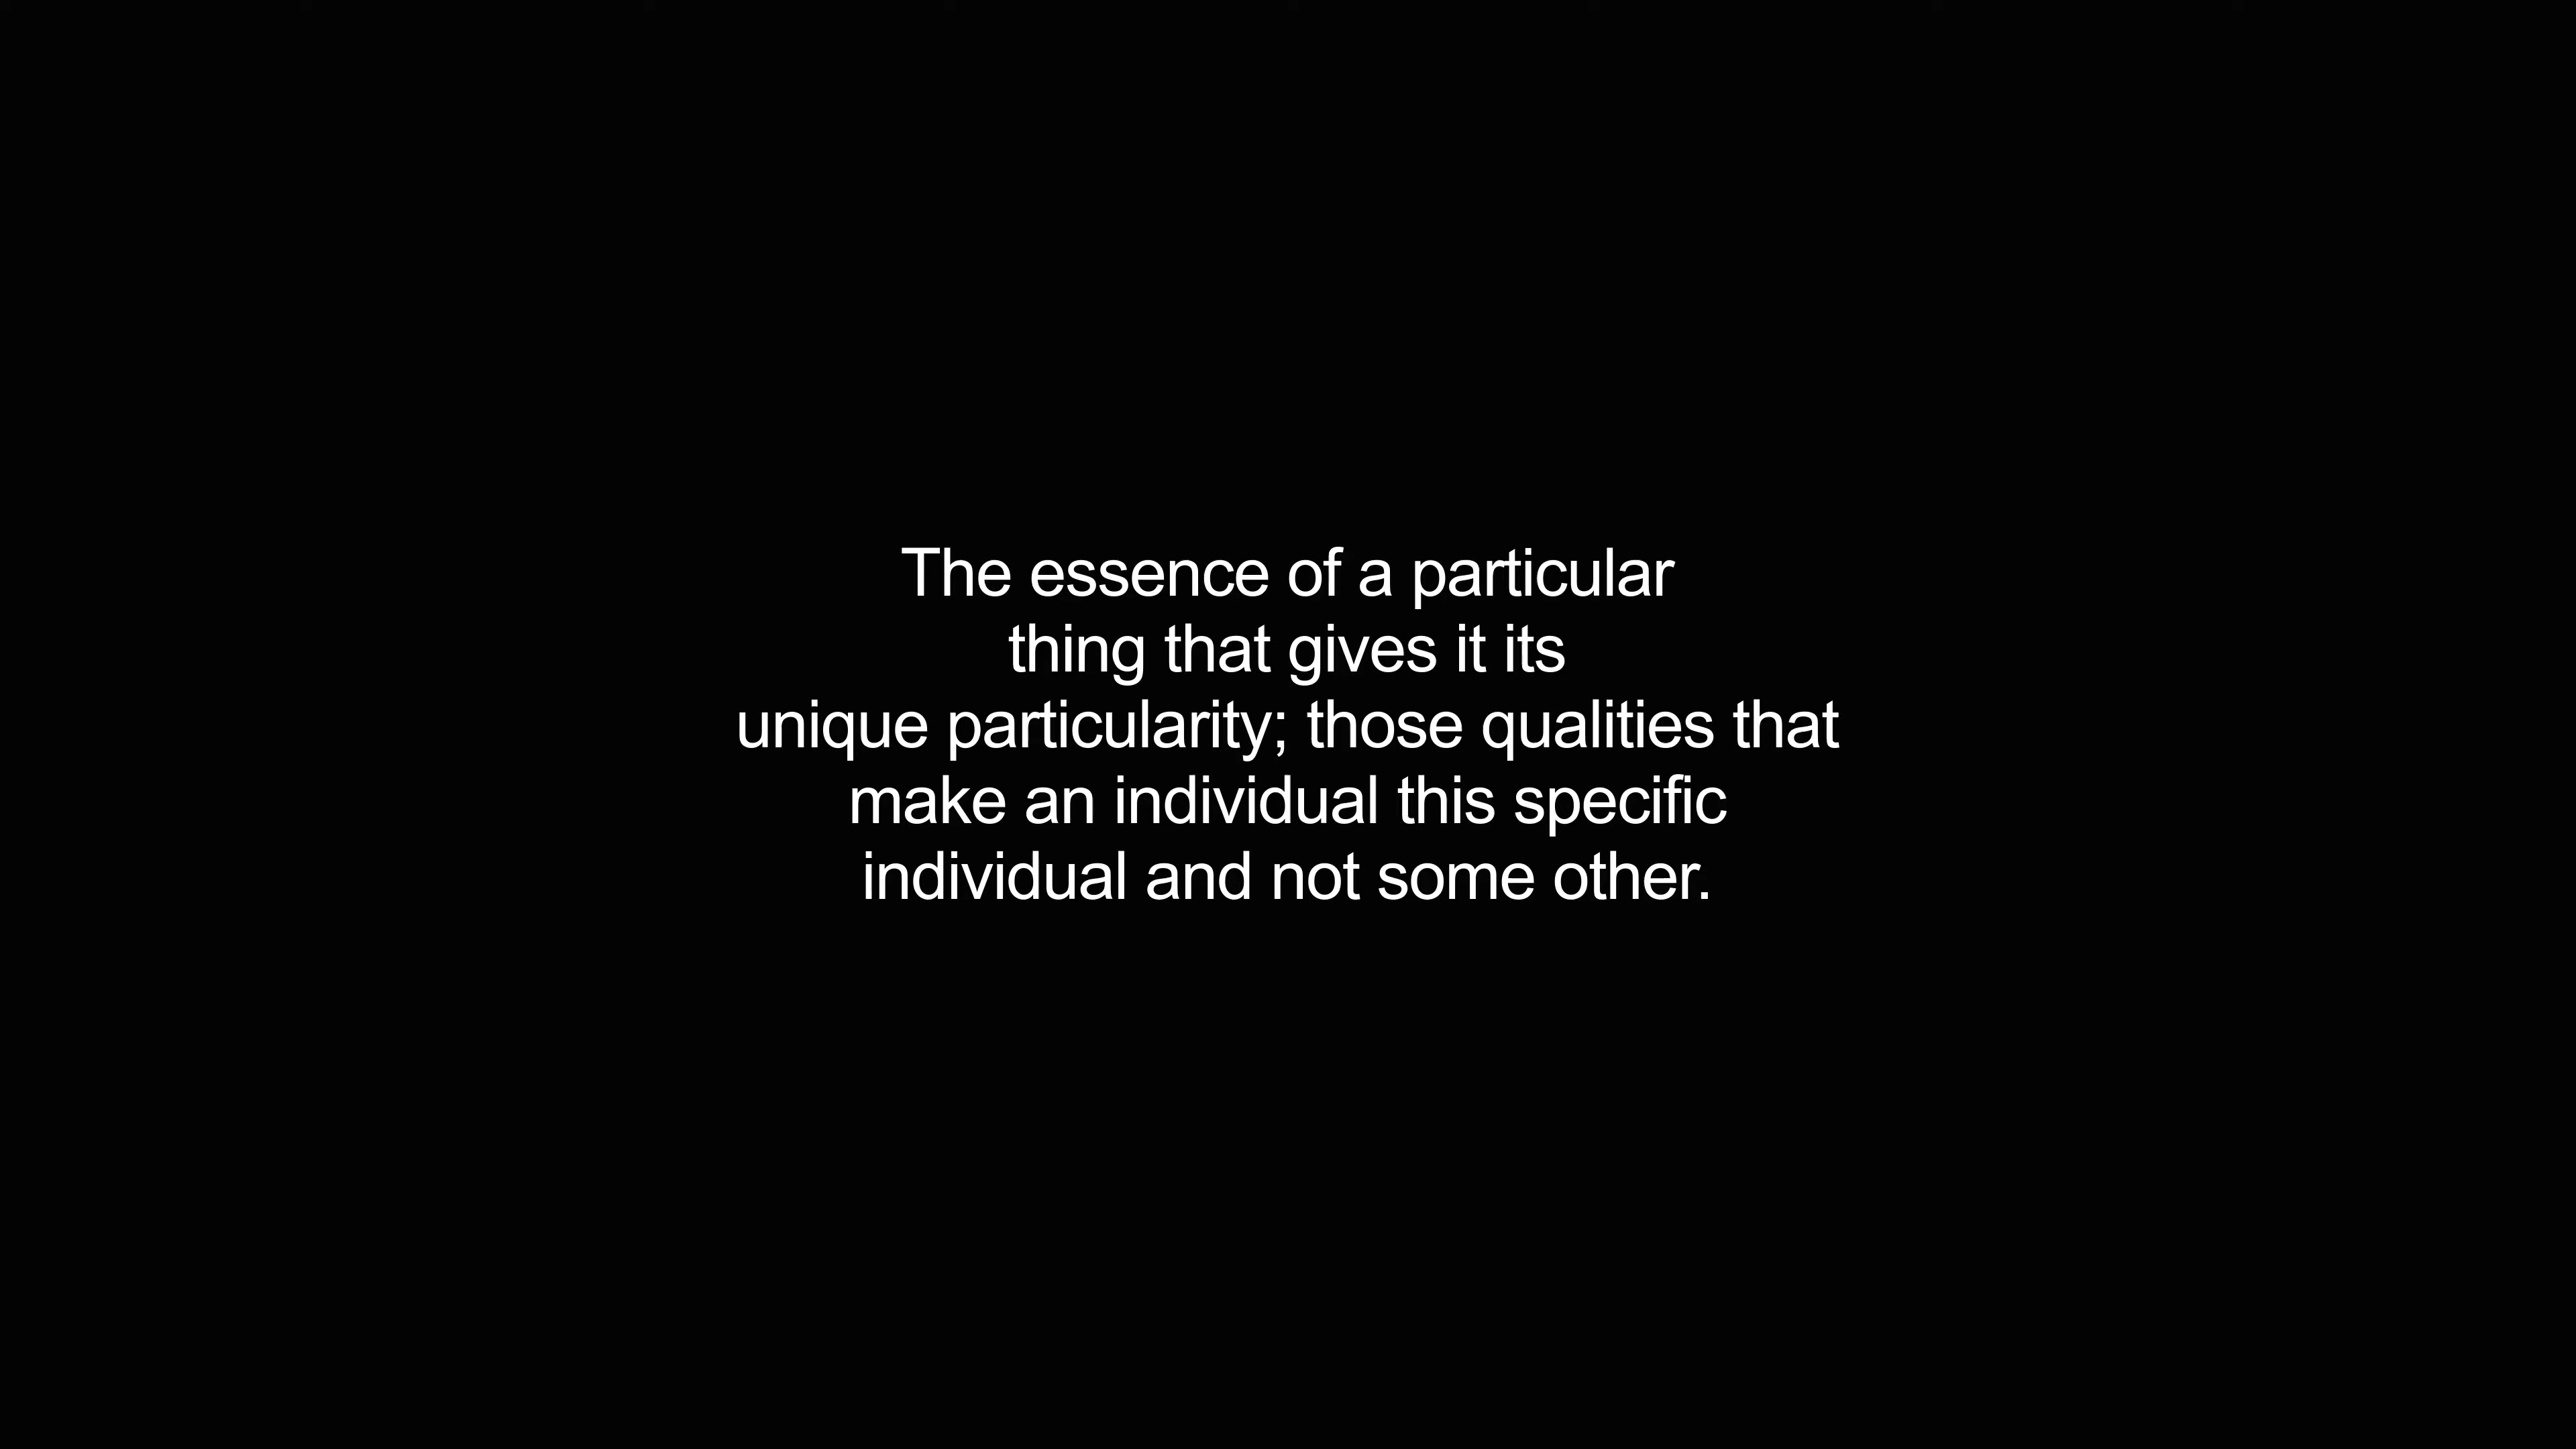 The essence of a particular
thing that gives it its
unique particularity; those qualities that
make an individual this specific
individual and not some other.